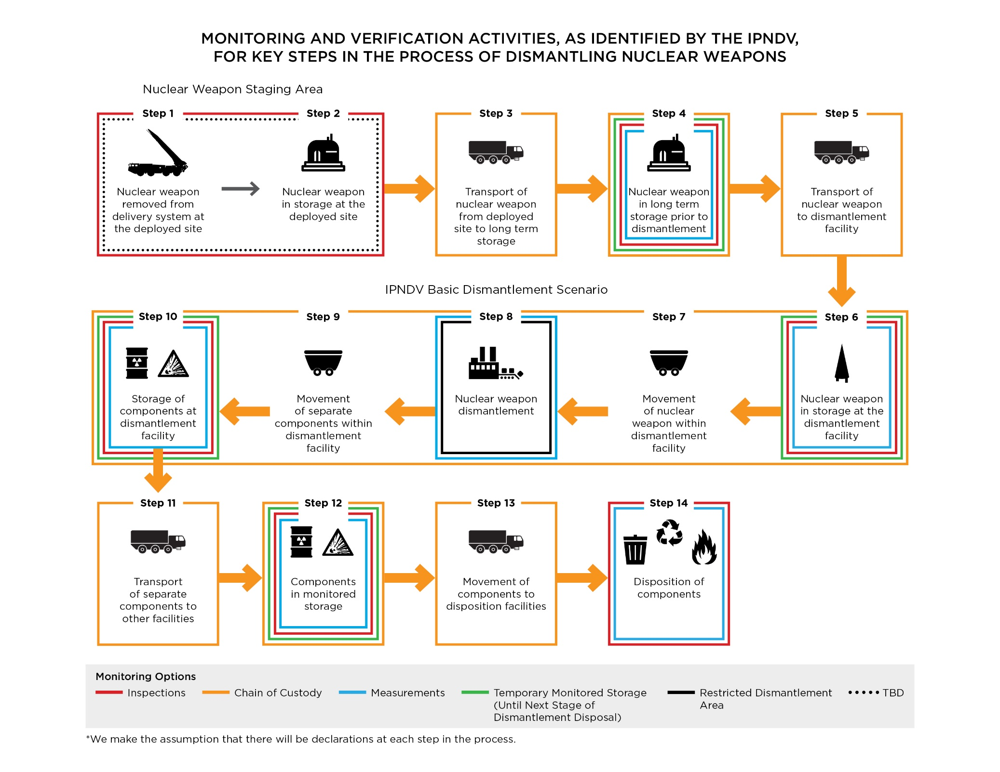 MONITORING AND VERIFICATION ACTIVITIES, AS IDENTIFIED BY THE IPNDV,
FOR KEY STEPS IN THE PROCESS OF DISMANTLING NUCLEAR WEAPONS
Nuclear Weapon Staging Area
Step 1
Nuclear weapon
removed from
delivery system at
the deployed site
Step 2
Nuclear weapon
in storage at the
deployed site
Step 3
Transport of
nuclear weapon
from deployed
site to long term
storage
Step 4
Nuclear weapon
in long term
storage prior to
dismantlement
Step 5
Transport of
nuclear weapon
to dismantlement
facility
IPNDV Basic Dismantlement Scenario
Step 10
Storage of
components at
dismantlement
facility
Step 9
Movement
of separate
components within
dismantlement
facility
Step 8
Nuclear weapon
dismantlement
Step 7
Movement
of nuclear
weapon within
dismantlement
facility
Step 6
Nuclear weapon
in storage at the
dismantlement
facility
Step 11
Transport
of separate
components to
other facilities
Step 12
Components
in monitored
storage
Step 13
Movement of
components to
disposition facilities
Step 14
Disposition of
components
Monitoring Options
Inspections
Chain of Custody
Measurements
Temporary Monitored Storage
(Until Next Stage of
Dismantlement Disposal)
Restricted Dismantlement
Area
TBD
*We make the assumption that there will be declarations at each step in the process.